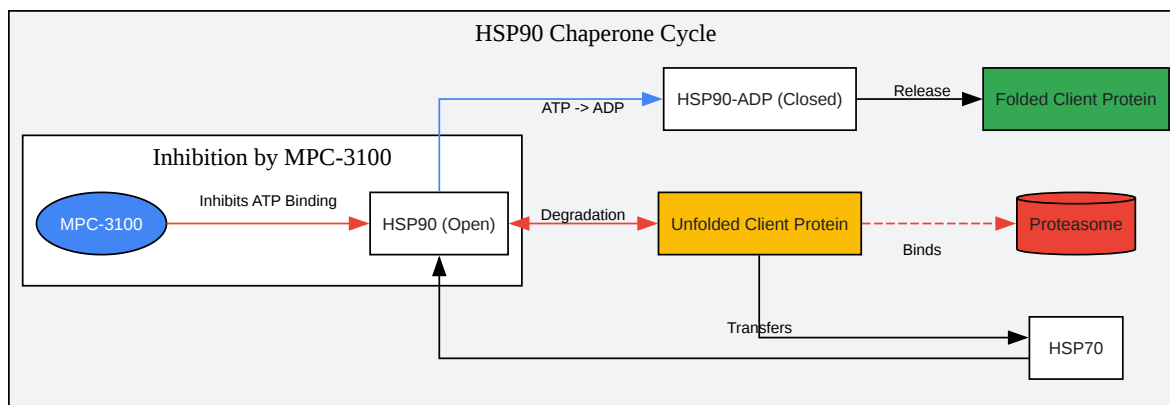 HSP90 Chaperone Cycle
ATP -> ADP
HSP90-ADP (Closed)
Release
Folded Client Protein
Inhibition by MPC-3100
MPC-3100
Inhibits ATP Binding
HSP90 (Open)
Degradation
Unfolded Client Protein
Binds
Proteasome
Transfers
HSP70